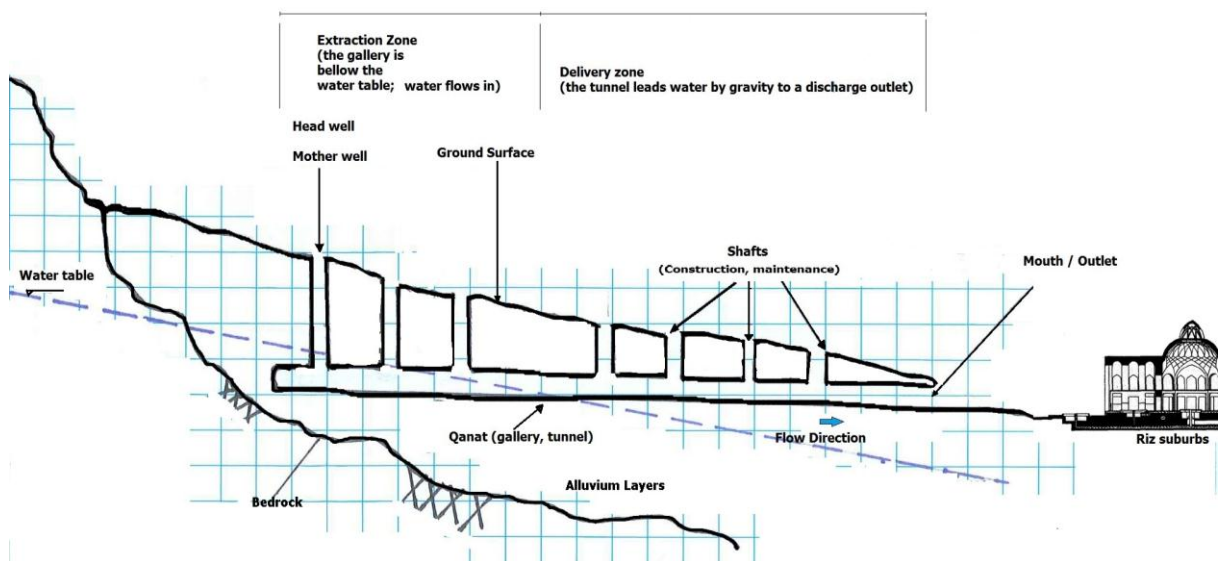 Extraction Zone
(the gallery is
bellow the
water table; water flows in)
Delivery zone
(the tunnel leads water by gravity to a discharge outlet)
Head well
Mother well
Ground Surface
Shafts
(Construction, maintenance)
Mouth / Outlet
Water table
Qanat (gallery, tunnel)
Flow Direction
Riz suburbs
Bedrock
Alluvium Layers